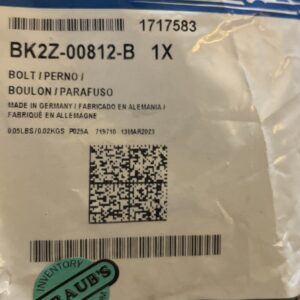 1717583
BK2Z-00812-B 1X
BOLT / PERNO /
BOULON / PARAFUSO
MADE IN GERMANY / FABRICADO EN ALEMANIA /
FABRIQUÉ EN ALLEMAGNE
0.05LBS/0.02KGS P025A 719710 13MAR2023
INVENTORY
RAUB'S